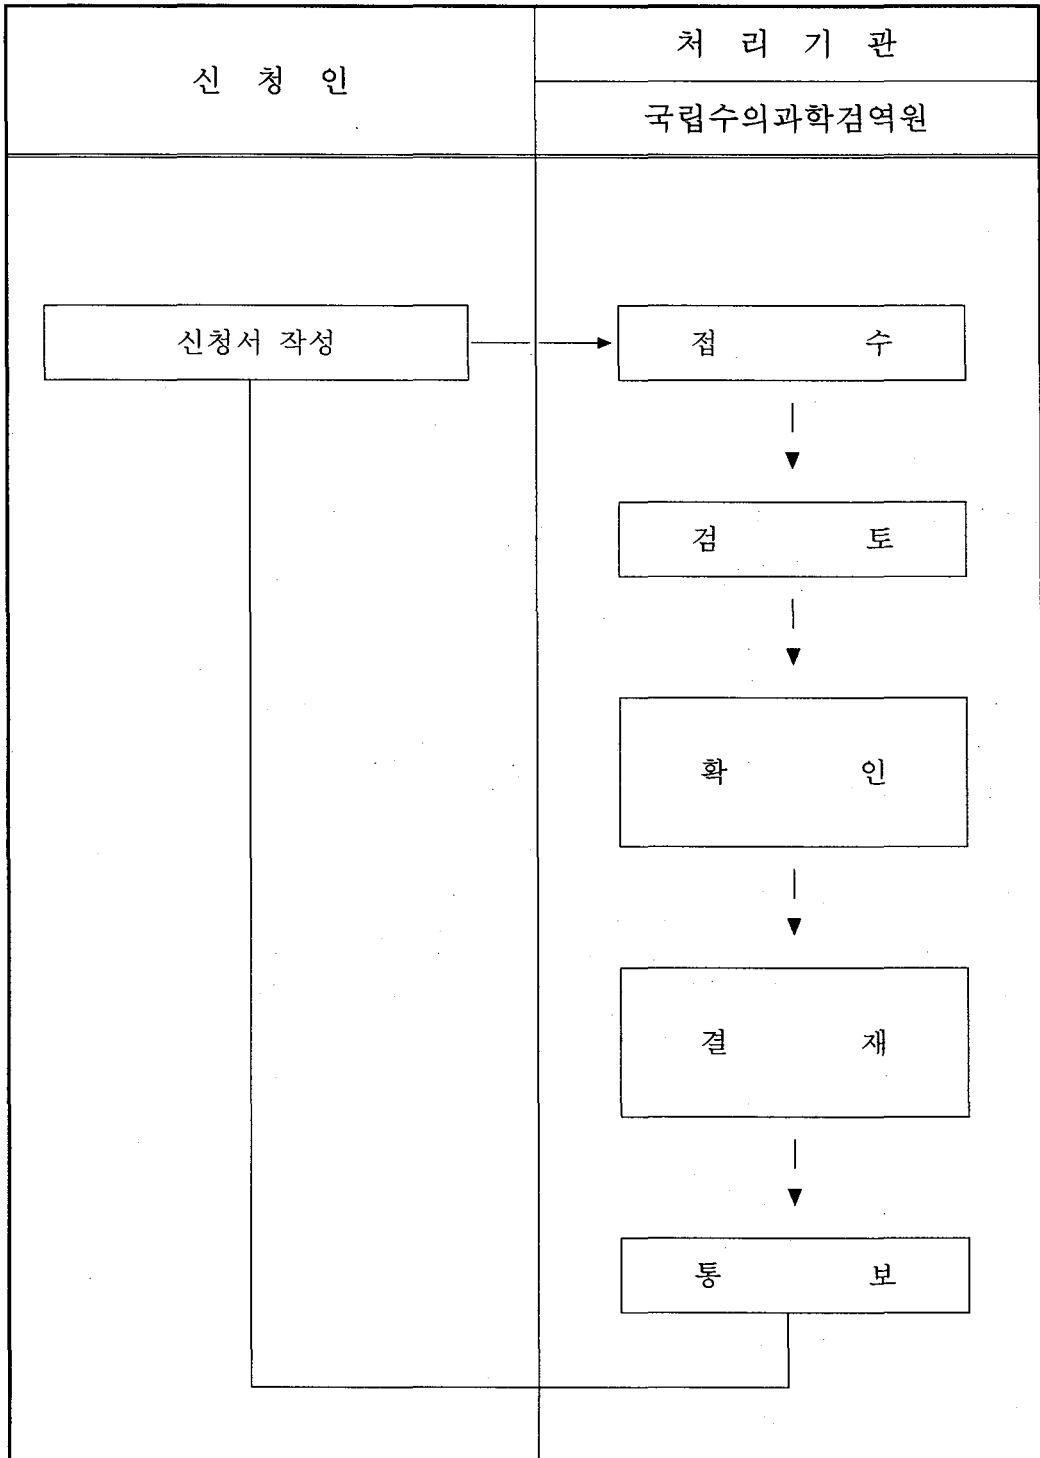 신 청 인
처 리 기 관
국립수의과학검역원
신청서 작성
접 수
검 토
확 인
결 재
통 보